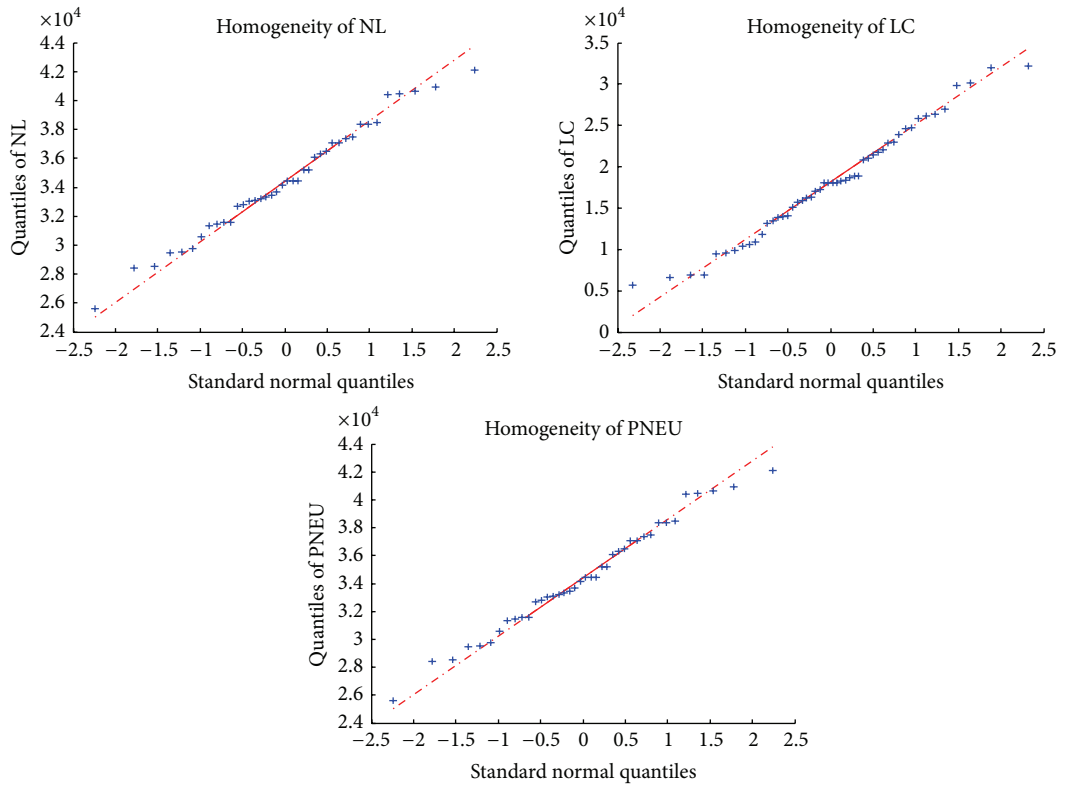 Homogeneity of NL
×10⁴
4.4
4.2
4
3.8
3.6
3.4
3.2
3
2.8
2.6
2.4
Quantiles of NL
−2.5 −2 −1.5 −1 −0.5 0 0.5 1 1.5 2 2.5
Standard normal quantiles
Homogeneity of LC
×10⁴
3.5
3
2.5
2
1.5
1
0.5
0
Quantiles of LC
−2.5 −2 −1.5 −1 −0.5 0 0.5 1 1.5 2 2.5
Standard normal quantiles
Homogeneity of PNEU
×10⁴
4.4
4.2
4
3.8
3.6
3.4
3.2
3
2.8
2.6
2.4
Quantiles of PNEU
−2.5 −2 −1.5 −1 −0.5 0 0.5 1 1.5 2 2.5
Standard normal quantiles